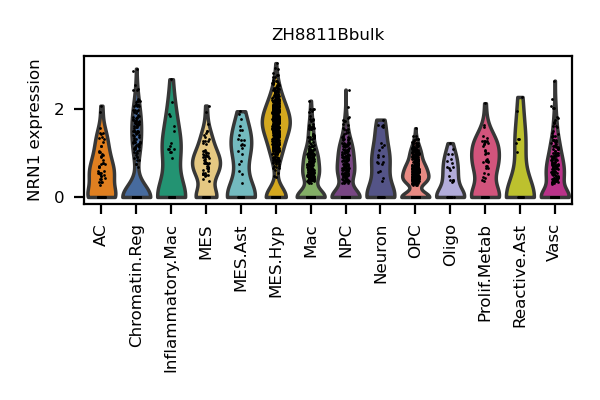 ZH8811Bbulk
NRN1 expression
2
0
AC
Chromatin.Reg
Inflammatory.Mac
MES
MES.Ast
MES.Hyp
Mac
NPC
Neuron
OPC
Oligo
Prolif.Metab
Reactive.Ast
Vasc